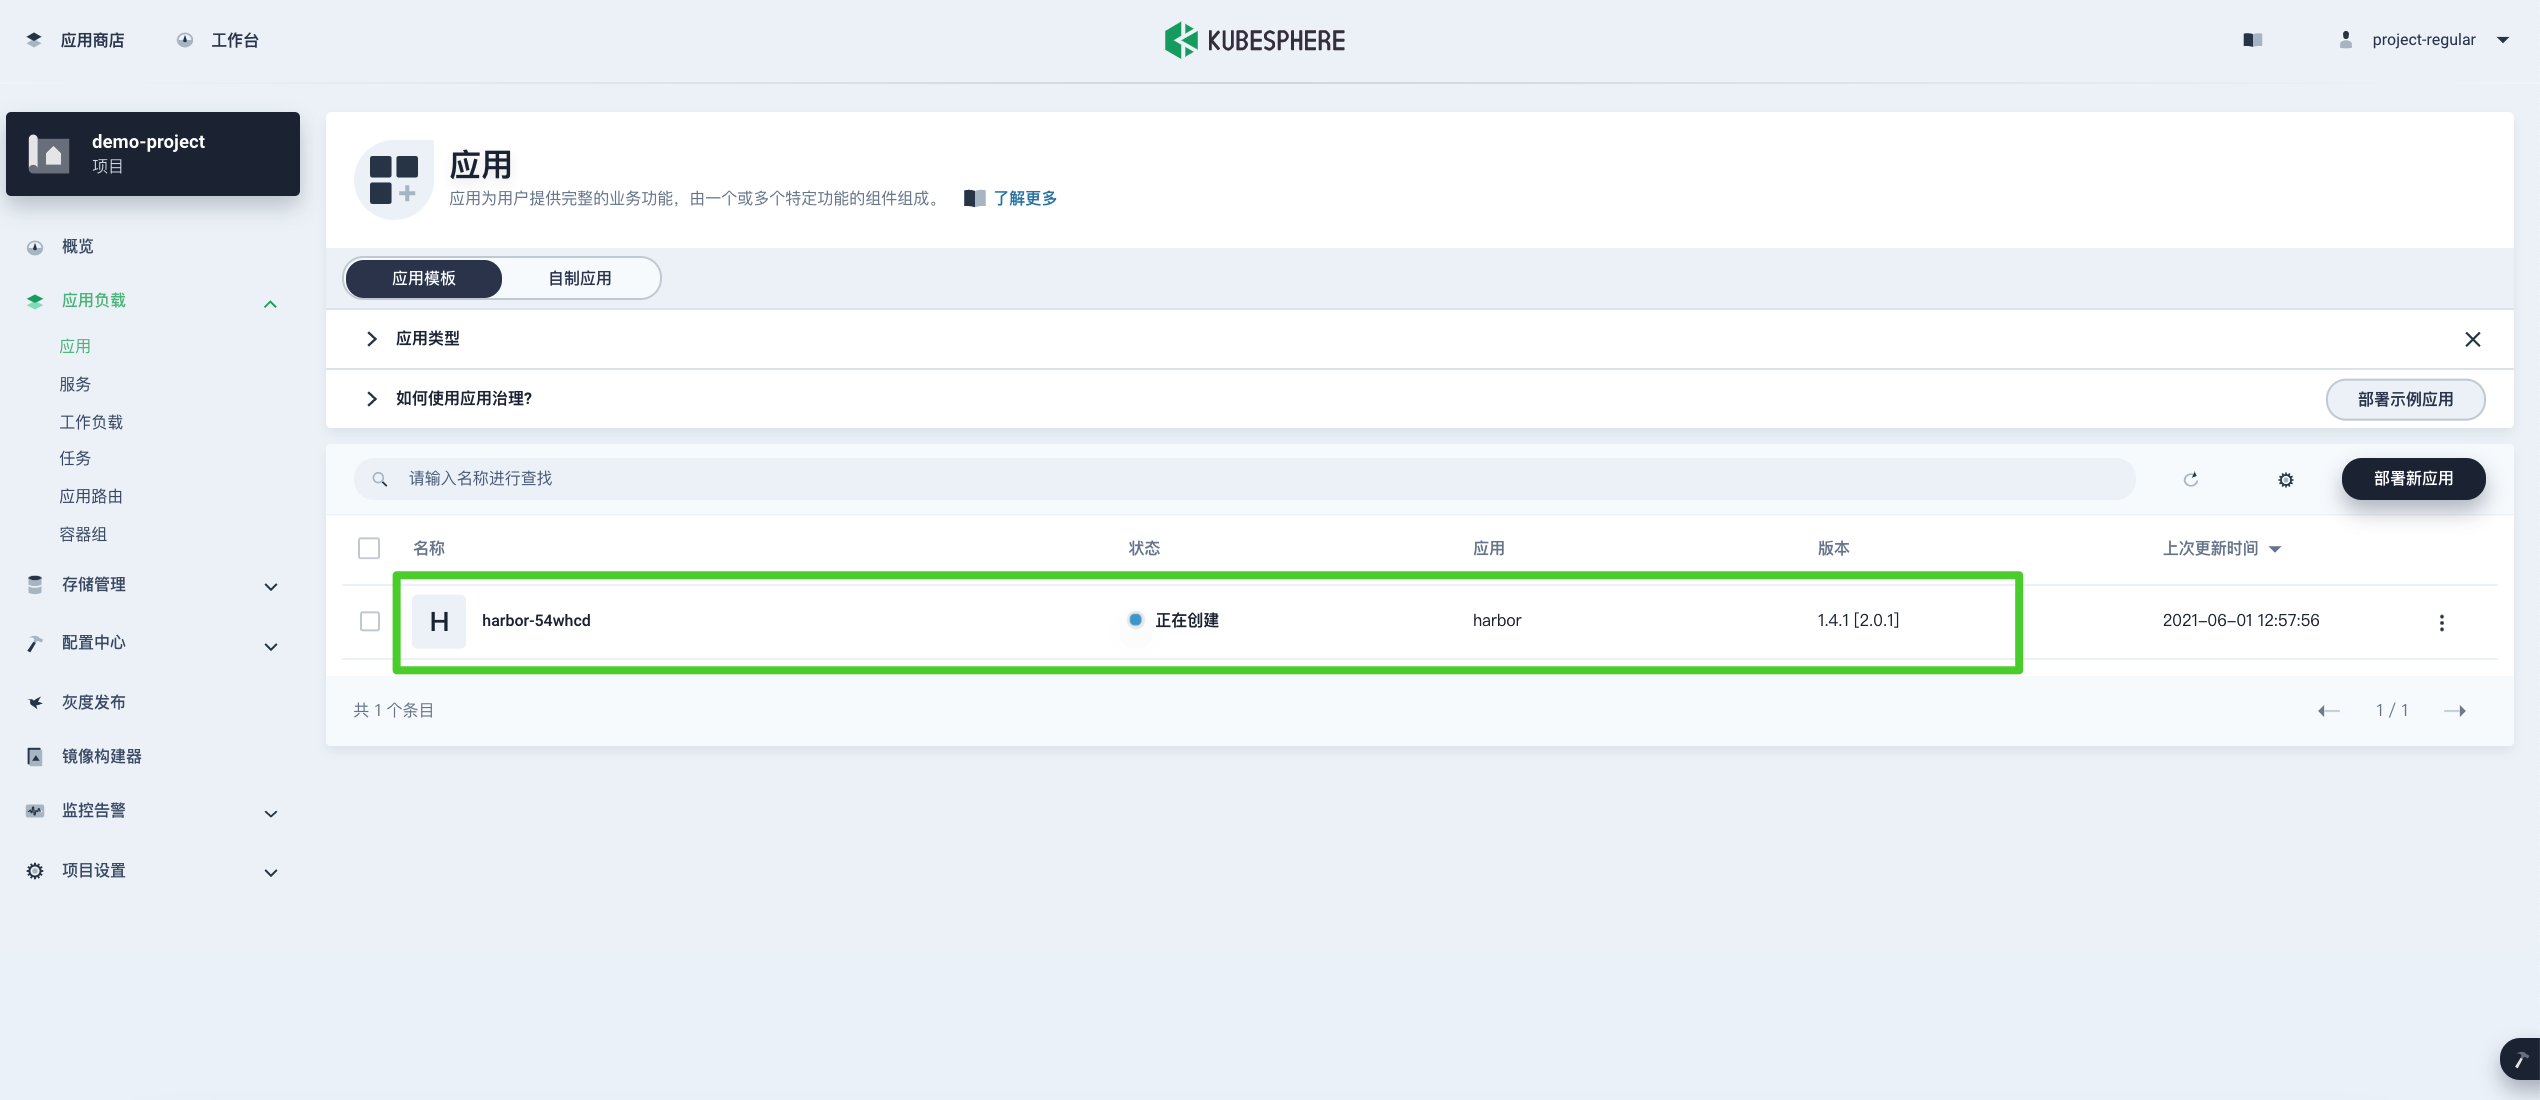 应用商店
工作台
KUBESPHERE
project-regular
demo-project
项目
概览
应用负载
应用
服务
工作负载
任务
应用路由
容器组
存储管理
配置中心
灰度发布
镜像构建器
监控告警
项目设置
应用
应用为用户提供完整的业务功能，由一个或多个特定功能的组件组成。 了解更多
应用模板
自制应用
应用类型
如何使用应用治理?
部署示例应用
请输入名称进行查找
部署新应用
名称 状态 应用 版本 上次更新时间
H harbor-54whcd 正在创建 harbor 1.4.1 [2.0.1] 2021-06-01 12:57:56
共 1 个条目
1 / 1